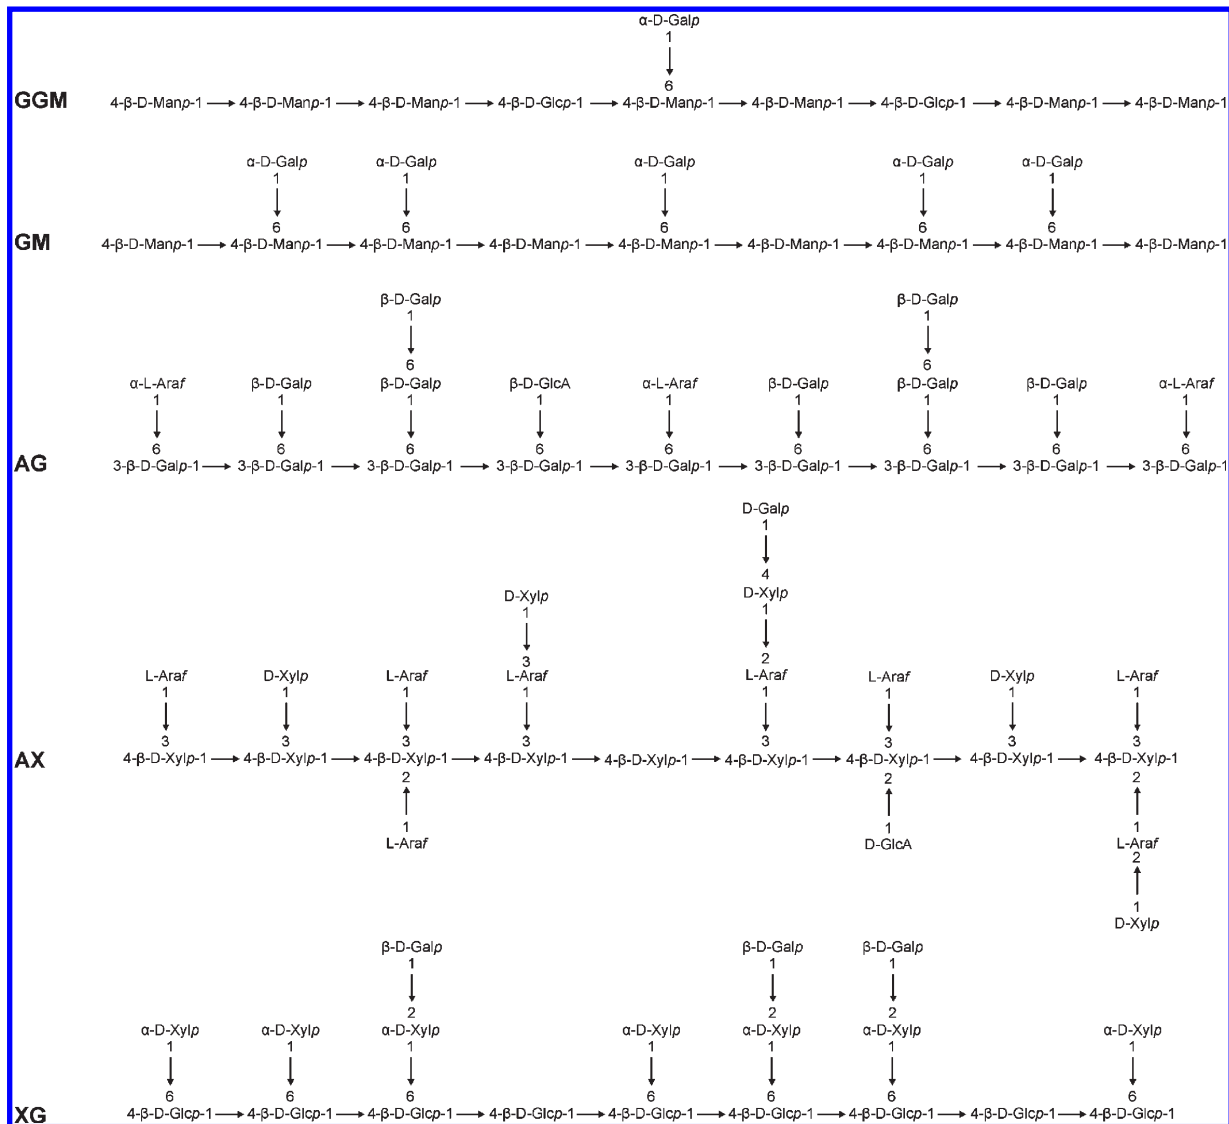 α-D-Galp
1
6
GGM 4-β-D-Manp-1 4-β-D-Manp-1 4-β-D-Manp-1 4-β-D-Glcp-1 4-β-D-Manp-1 4-β-D-Manp-1 4-β-D-Glcp-1 4-β-D-Manp-1 4-β-D-Manp-1
α-D-Galp α-D-Galp α-D-Galp α-D-Galp α-D-Galp
1 1 1 1 1
6 6 6 6 6
GM 4-β-D-Manp-1 4-β-D-Manp-1 4-β-D-Manp-1 4-β-D-Manp-1 4-β-D-Manp-1 4-β-D-Manp-1 4-β-D-Manp-1 4-β-D-Manp-1 4-β-D-Manp-1
β-D-Galp β-D-Galp
1 1
6 6
α-L-Araf β-D-Galp β-D-Galp β-D-GlcA α-L-Araf β-D-Galp β-D-Galp β-D-Galp α-L-Araf
1 1 1 1 1 1 1 1 1
6 6 6 6 6 6 6 6 6
AG 3-β-D-Galp-1 3-β-D-Galp-1 3-β-D-Galp-1 3-β-D-Galp-1 3-β-D-Galp-1 3-β-D-Galp-1 3-β-D-Galp-1 3-β-D-Galp-1 3-β-D-Galp-1
D-Galp
1
4
D-Xylp D-Xylp
1 1
3 2
L-Araf D-Xylp L-Araf L-Araf L-Araf L-Araf D-Xylp L-Araf
1 1 1 1 1 1 1 1
3 3 3 3 3 3 3 3
AX 4-β-D-Xylp-1 4-β-D-Xylp-1 4-β-D-Xylp-1 4-β-D-Xylp-1 4-β-D-Xylp-1 4-β-D-Xylp-1 4-β-D-Xylp-1 4-β-D-Xylp-1 4-β-D-Xylp-1
2 2 2
1 1 1
L-Araf D-GlcA L-Araf
2
1
D-Xylp
β-D-Galp β-D-Galp β-D-Galp
1 1 1
2 2 2
α-D-Xylp α-D-Xylp α-D-Xylp α-D-Xylp α-D-Xylp α-D-Xylp α-D-Xylp
1 1 1 1 1 1 1
6 6 6 6 6 6 6
XG 4-β-D-Glcp-1 4-β-D-Glcp-1 4-β-D-Glcp-1 4-β-D-Glcp-1 4-β-D-Glcp-1 4-β-D-Glcp-1 4-β-D-Glcp-1 4-β-D-Glcp-1 4-β-D-Glcp-1